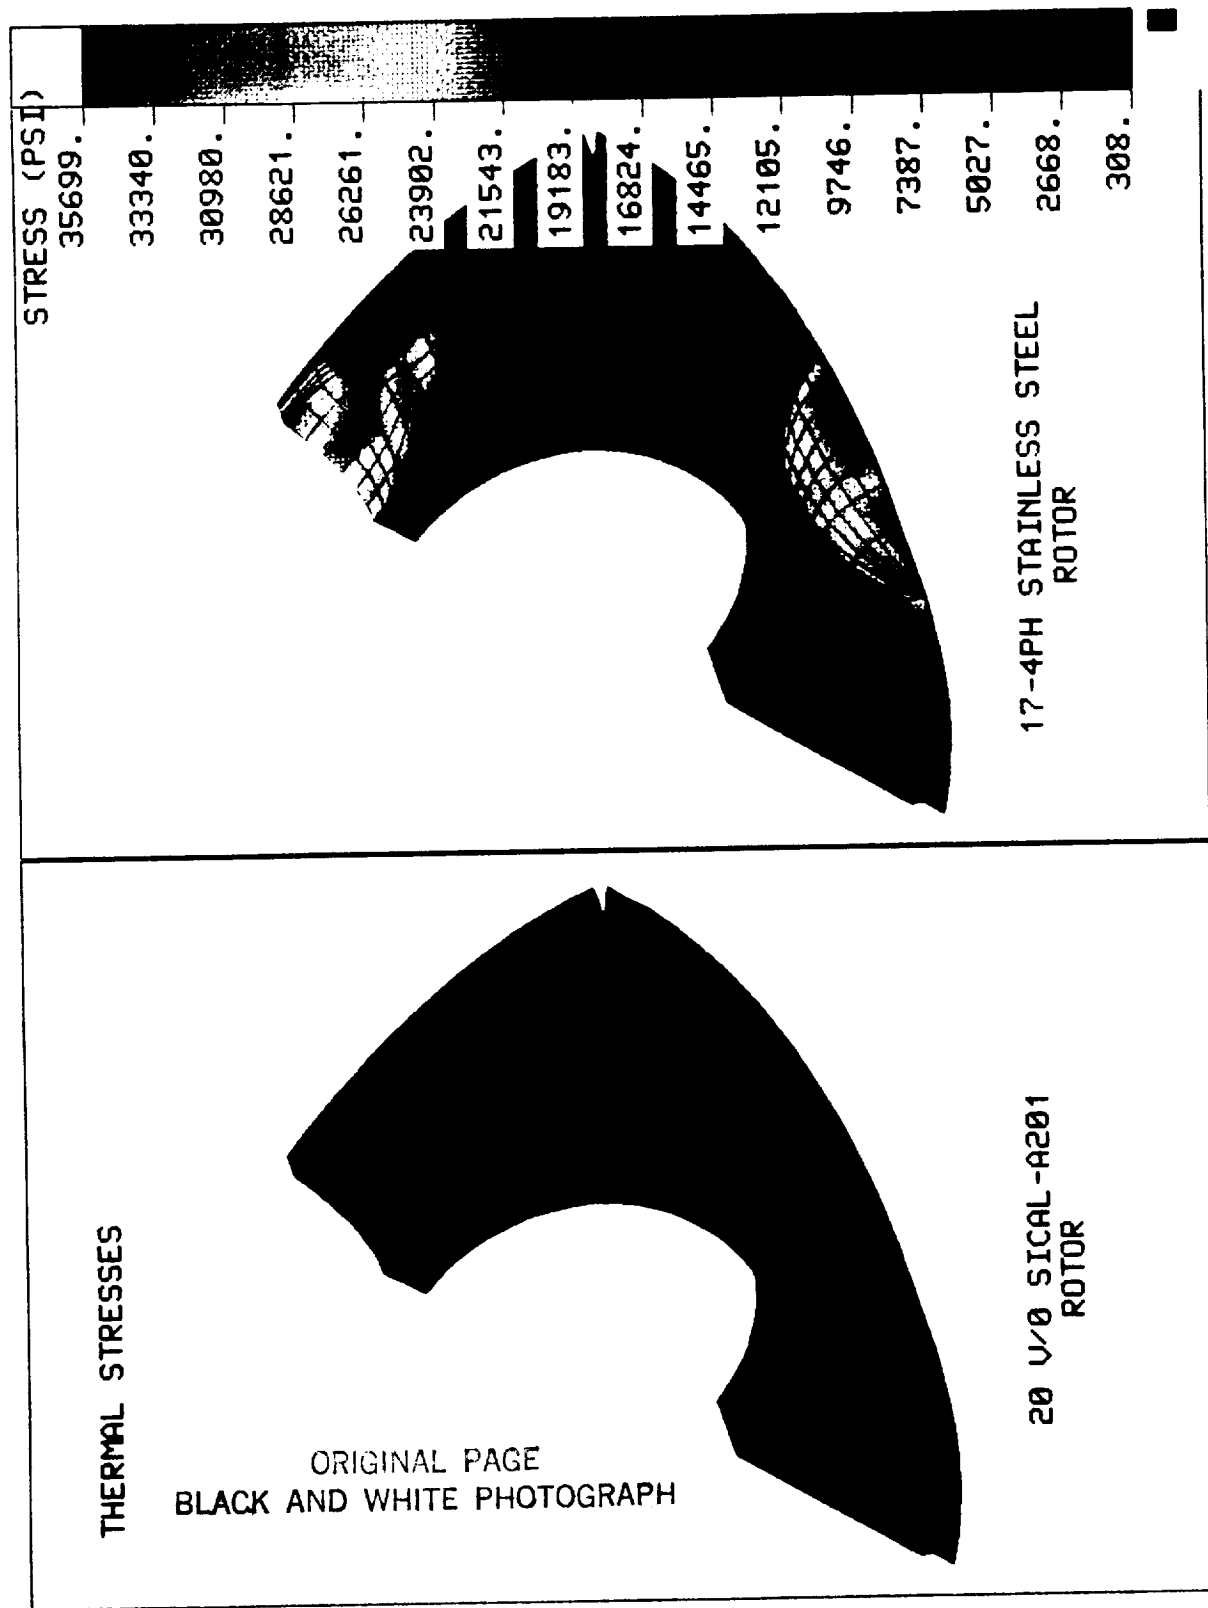 THERMAL STRESSES
STRESS (PSI)
35699.
33340.
30980.
28621.
26261.
23902.
21543.
19183.
16824.
14465.
12105.
9746.
7387.
5027.
2668.
308.
ORIGINAL PAGE
BLACK AND WHITE PHOTOGRAPH
20 V/0 SICAL-A201
ROTOR
17-4PH STAINLESS STEEL
ROTOR